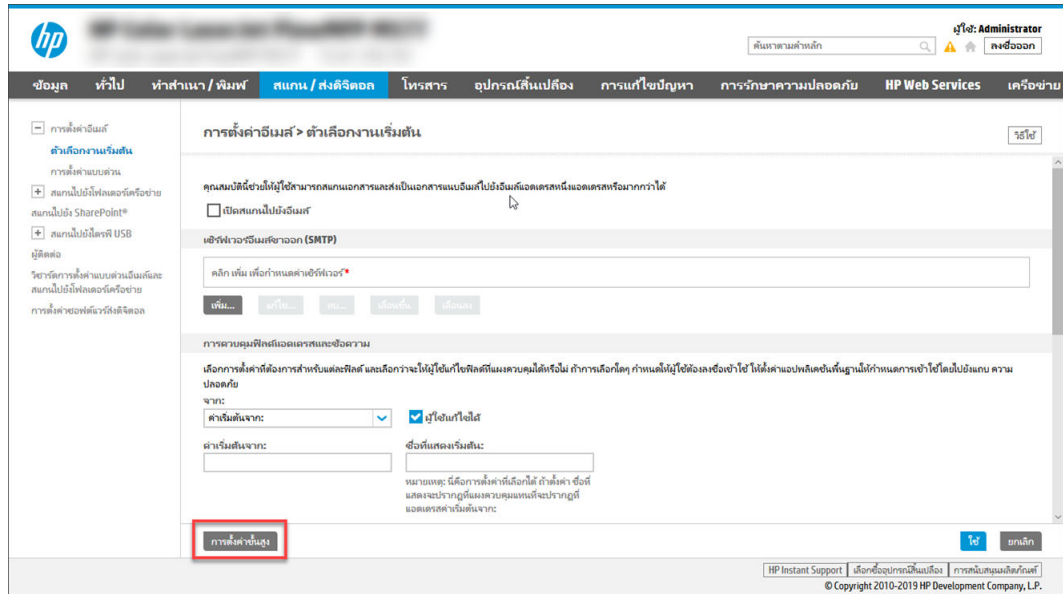 hp
ผู้ใช้: Administrator
ค้นหาตามคำหลัก
ลงชื่อออก
ข้อมูล ทั่วไป ทำสำเนา / พิมพ์ สแกน / ส่งดิจิตอล โทรสาร อุปกรณ์สิ้นเปลือง การแก้ไขปัญหา การรักษาความปลอดภัย HP Web Services เครือข่าย
การตั้งค่าอีเมล์
ตัวเลือกงานเริ่มต้น
การตั้งค่าแบบด่วน
สแกนไปยังโฟลเดอร์เครือข่าย
สแกนไปยัง SharePoint®
สแกนไปยังไดรฟ์ USB
ผู้ติดต่อ
วิซาร์ดการตั้งค่าแบบด่วนอีเมล์และ
สแกนไปยังโฟลเดอร์เครือข่าย
การตั้งค่าซอฟต์แวร์ส่งดิจิตอล
การตั้งค่าอีเมล์ > ตัวเลือกงานเริ่มต้น
วิธีใช้
คุณสมบัตินี้ช่วยให้ผู้ใช้สามารถสแกนเอกสารและส่งเป็นเอกสารแนบอีเมล์ไปยังอีเมล์แอดเดรสหนึ่งแอดเดรสหรือมากกว่าได้
เปิดสแกนไปยังอีเมล์
เซิร์ฟเวอร์อีเมล์ขาออก (SMTP)
คลิก เพิ่ม เพื่อกำหนดค่าเซิร์ฟเวอร์*
เพิ่ม... แก้ไข... ลบ... เลื่อนขึ้น เลื่อนลง
การควบคุมฟิลด์แอดเดรสและข้อความ
เลือกการตั้งค่าที่ต้องการสำหรับแต่ละฟิลด์ และเลือกว่าจะให้ผู้ใช้แก้ไขฟิลด์ที่แผงควบคุมได้หรือไม่ ถ้าการเลือกใดๆ กำหนดให้ผู้ใช้ต้องลงชื่อเข้าใช้ ให้ตั้งค่าแอปพลิเคชันพื้นฐานให้กำหนดการเข้าใช้โดยไปยังแถบ ความ
ปลอดภัย
จาก:
ค่าเริ่มต้นจาก: ผู้ใช้แก้ไขได้
ค่าเริ่มต้นจาก: ชื่อที่แสดงเริ่มต้น:
หมายเหตุ: นี่คือการตั้งค่าที่เลือกได้ ถ้าตั้งค่า ชื่อที่
แสดงจะปรากฏที่แผงควบคุมแทนที่จะปรากฏที่
แอดเดรสค่าเริ่มต้นจาก:
การตั้งค่าขั้นสูง ใช้ ยกเลิก
HP Instant Support เลือกซื้ออุปกรณ์สิ้นเปลือง การสนับสนุนผลิตภัณฑ์
© Copyright 2010-2019 HP Development Company, L.P.